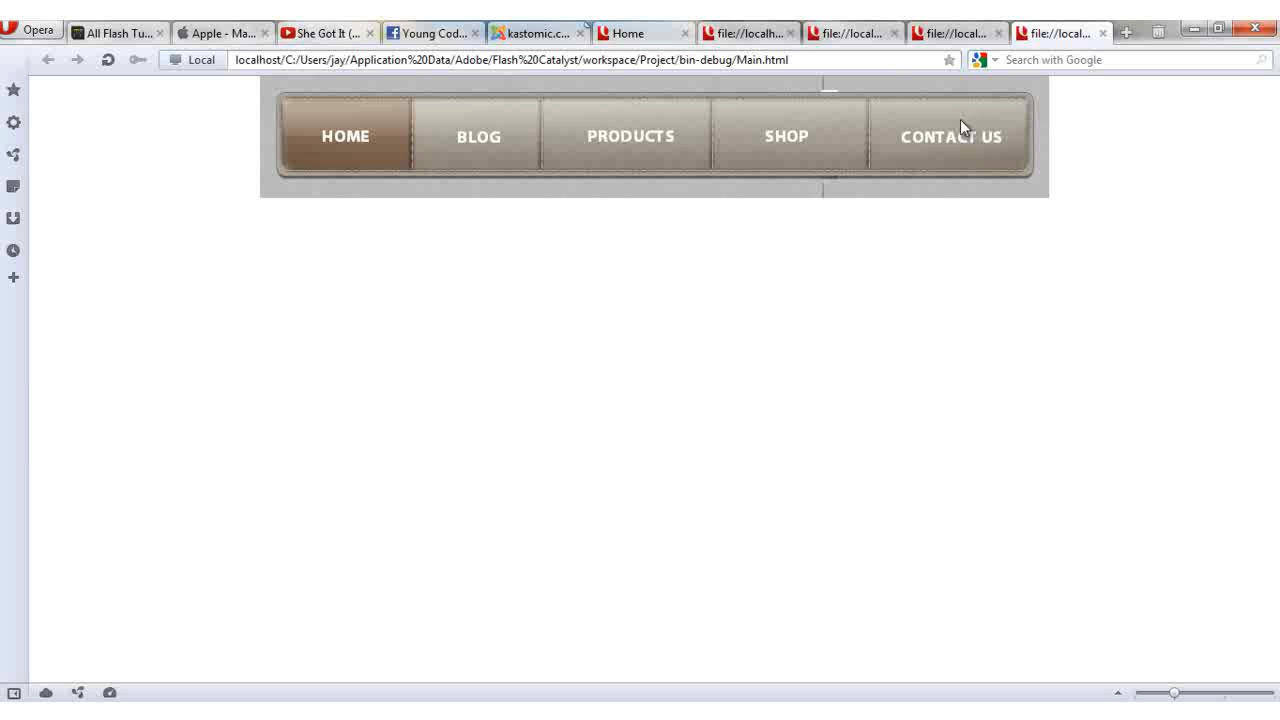 Opera
All Flash Tu...
Apple - Ma...
She Got It (...
Young Cod...
kastomic.c...
Home
file://localh...
file://local...
file://local...
file://local...
Local
localhost/C:/Users/jay/Application%20Data/Adobe/Flash%20Catalyst/workspace/Project/bin-debug/Main.html
Search with Google
HOME
BLOG
PRODUCTS
SHOP
CONTACT US